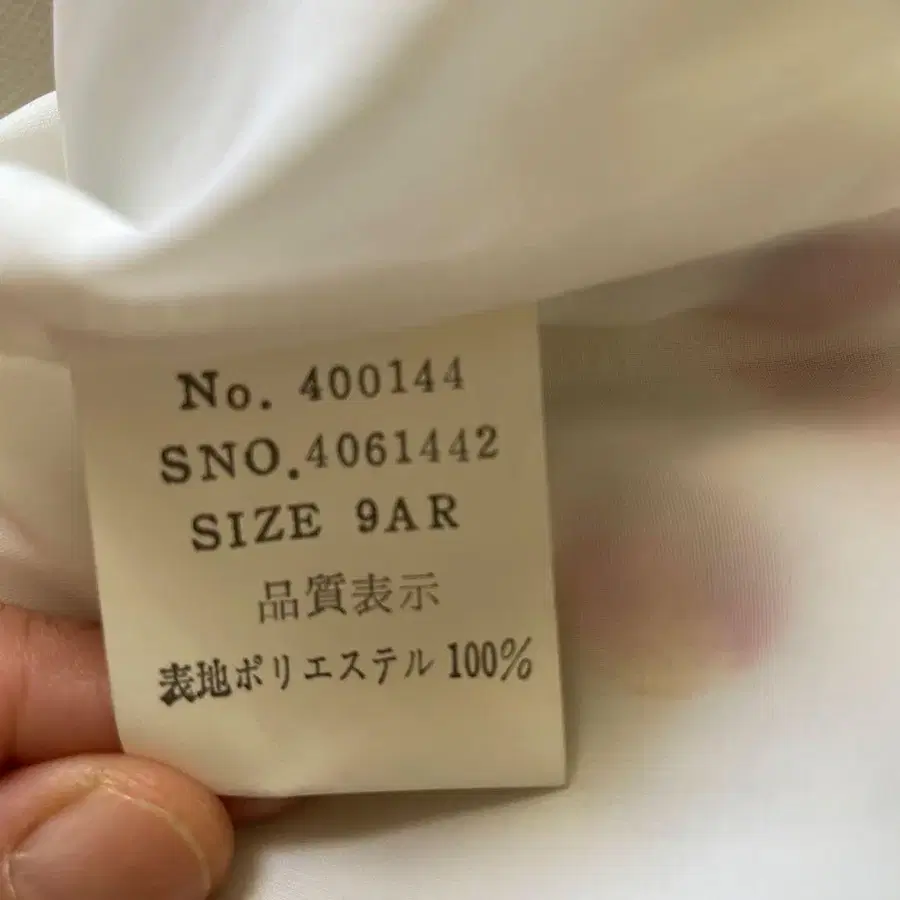 No. 400144
SNO.4061442
SIZE 9AR
品質表示
表地ポリエステル 100%